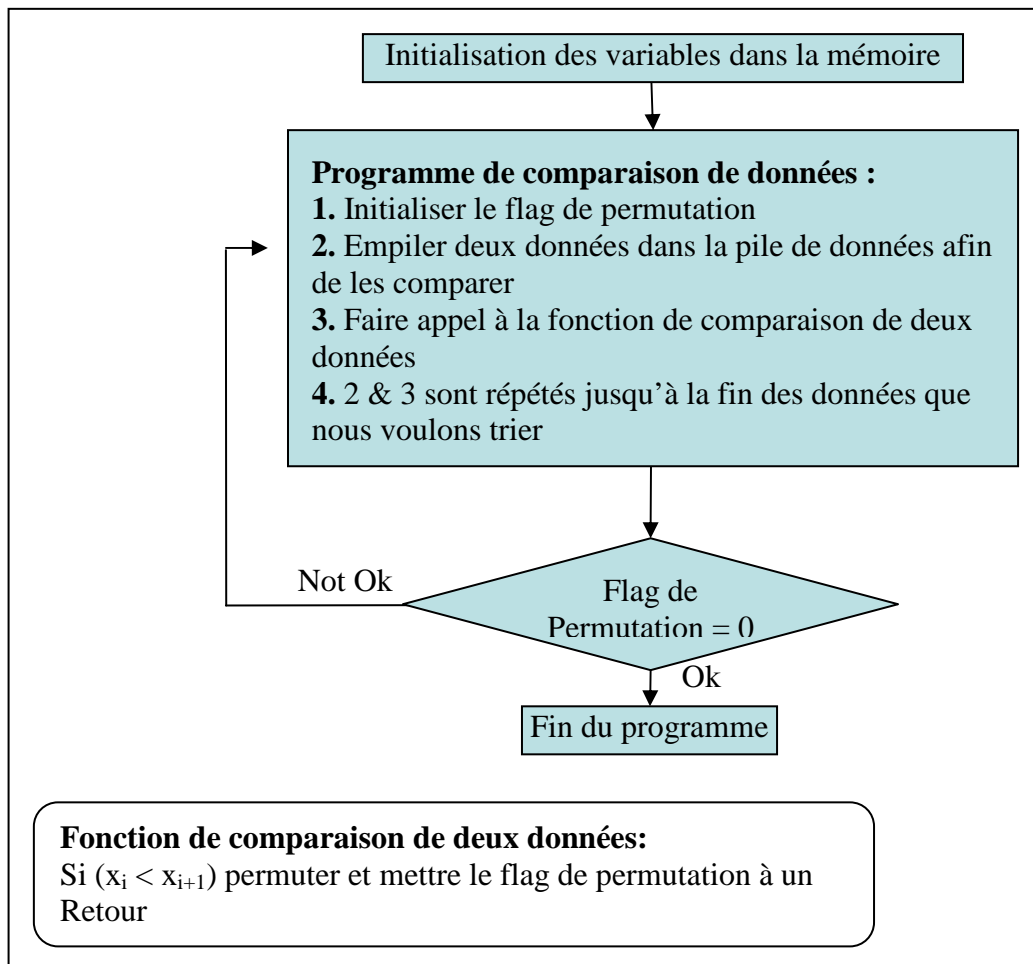 Initialisation des variables dans la mémoire
Programme de comparaison de données :
1. Initialiser le flag de permutation
2. Empiler deux données dans la pile de données afin
de les comparer
3. Faire appel à la fonction de comparaison de deux
données
4. 2 & 3 sont répétés jusqu’à la fin des données que
nous voulons trier
Not Ok
Flag de
Permutation = 0
Ok
Fin du programme
Fonction de comparaison de deux données:
Si (xᵢ < xᵢ₊₁) permuter et mettre le flag de permutation à un
Retour